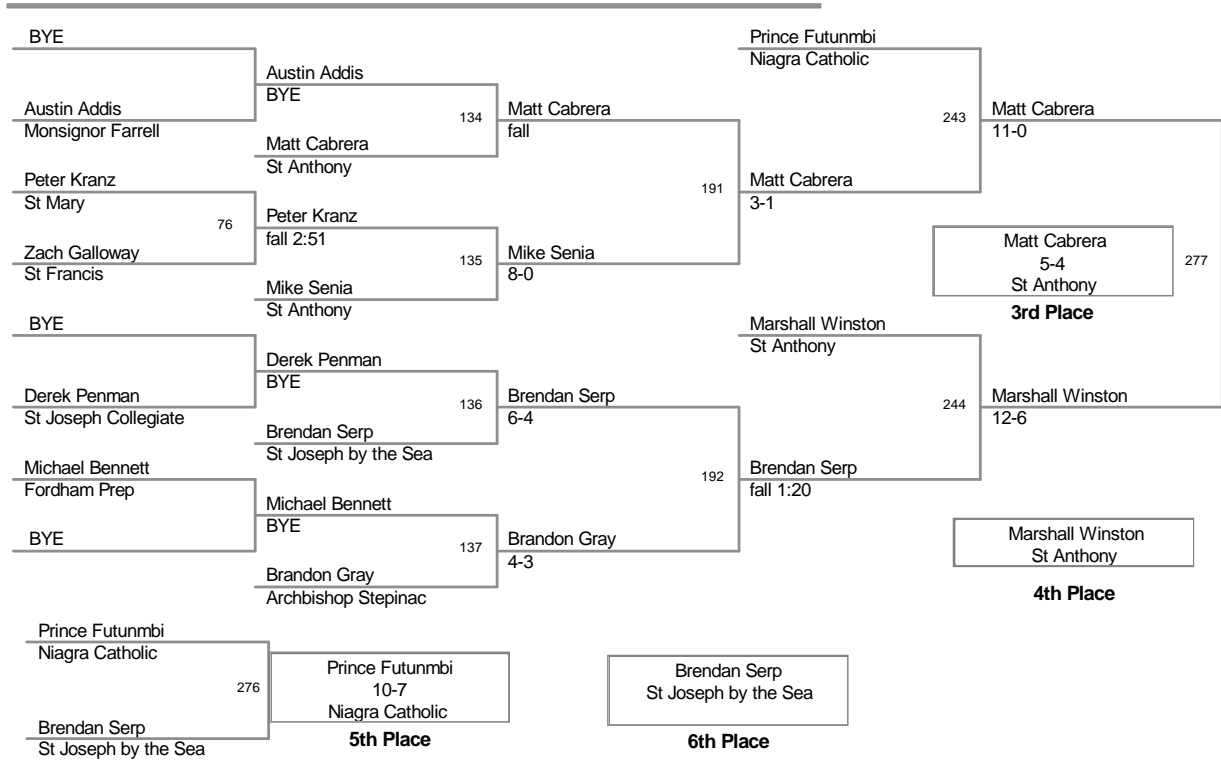 BYE
Austin Addis
Monsignor Farrell
Peter Kranz
St Mary
Zach Galloway
St Francis
BYE
Derek Penman
St Joseph Collegiate
Michael Bennett
Fordham Prep
BYE
76
Austin Addis
BYE
Matt Cabrera
St Anthony
Peter Kranz
fall 2:51
Mike Senia
St Anthony
Derek Penman
BYE
Brendan Serp
St Joseph by the Sea
Michael Bennett
BYE
Brandon Gray
Archbishop Stepinac
134
135
136
137
Matt Cabrera
fall
Mike Senia
8-0
Brendan Serp
6-4
Brandon Gray
4-3
191
192
Prince Futunmbi
Niagra Catholic
Matt Cabrera
3-1
Marshall Winston
St Anthony
Brendan Serp
fall 1:20
243
244
Matt Cabrera
11-0
Marshall Winston
12-6
Matt Cabrera
5-4
St Anthony
277
3rd Place
Marshall Winston
St Anthony
4th Place
Prince Futunmbi
Niagra Catholic
Brendan Serp
St Joseph by the Sea
276
Prince Futunmbi
10-7
Niagra Catholic
5th Place
Brendan Serp
St Joseph by the Sea
6th Place